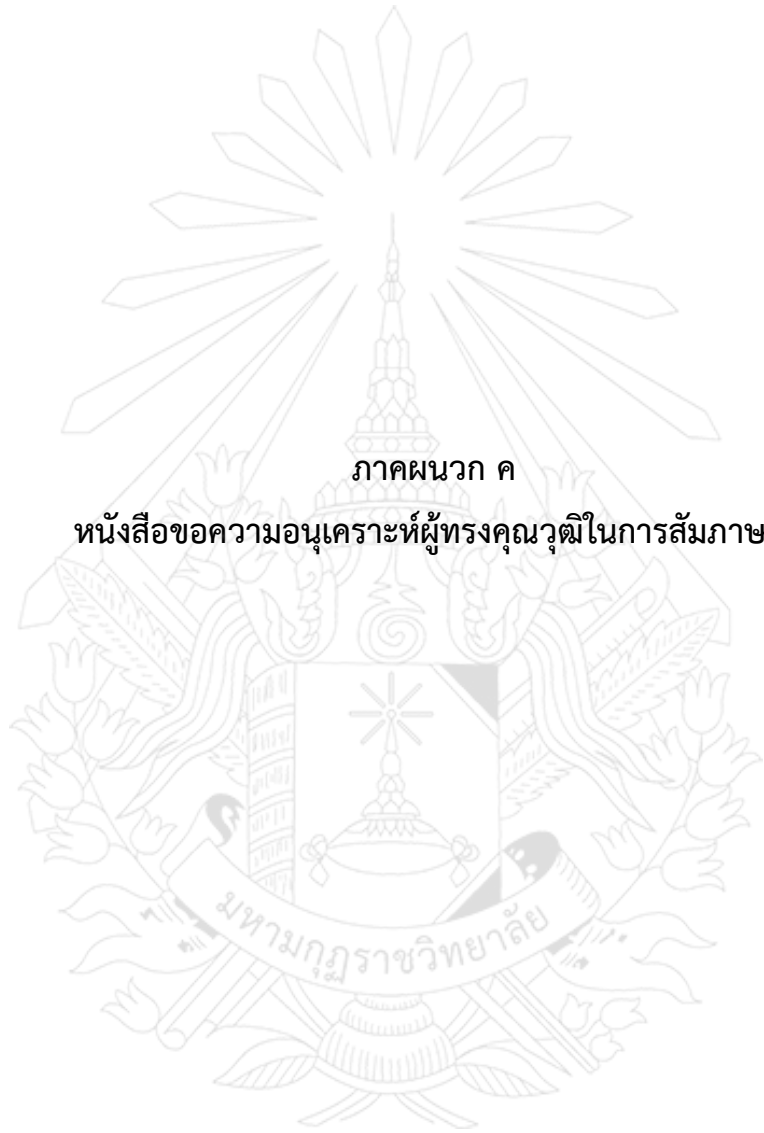 ภาคผนวก ค
หนังสือขอความอนุเคราะห์ผู้ทรงคุณวุฒิในการสัมภาษ
มหามกุฏราชวิทยาลัย